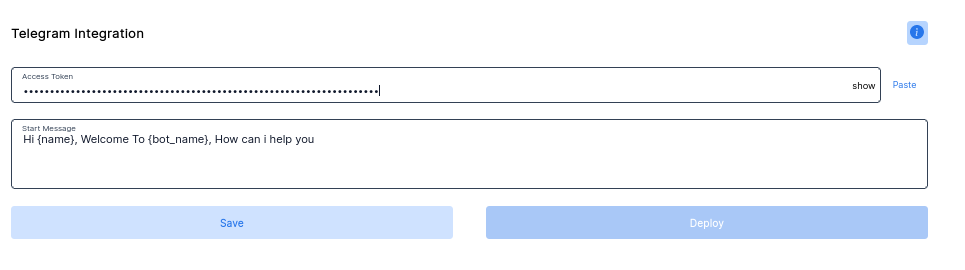 Telegram Integration
i
Access Token
show
Paste
Start Message
Hi {name}, Welcome To {bot_name}, How can i help you
Save
Deploy